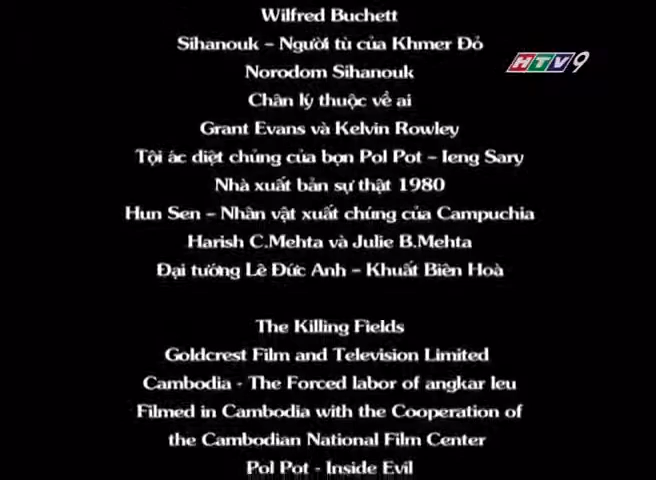 Wilfred Buchett
Sihanouk – Người tù của Khmer Đỏ
HTV9
Norodom Sihanouk
Chân lý thuộc về ai
Grant Evans và Kelvin Rowley
Tội ác diệt chủng của bọn Pol Pot – Ieng Sary
Nhà xuất bản sự thật 1980
Hun Sen – Nhân vật xuất chúng của Campuchia
Harish C.Mehta và Julie B.Mehta
Đại tướng Lê Đức Anh – Khuất Biên Hoà
The Killing Fields
Goldcrest Film and Television Limited
Cambodia - The Forced labor of angkar leu
Filmed in Cambodia with the Cooperation of
the Cambodian National Film Center
Pol Pot - Inside Evil